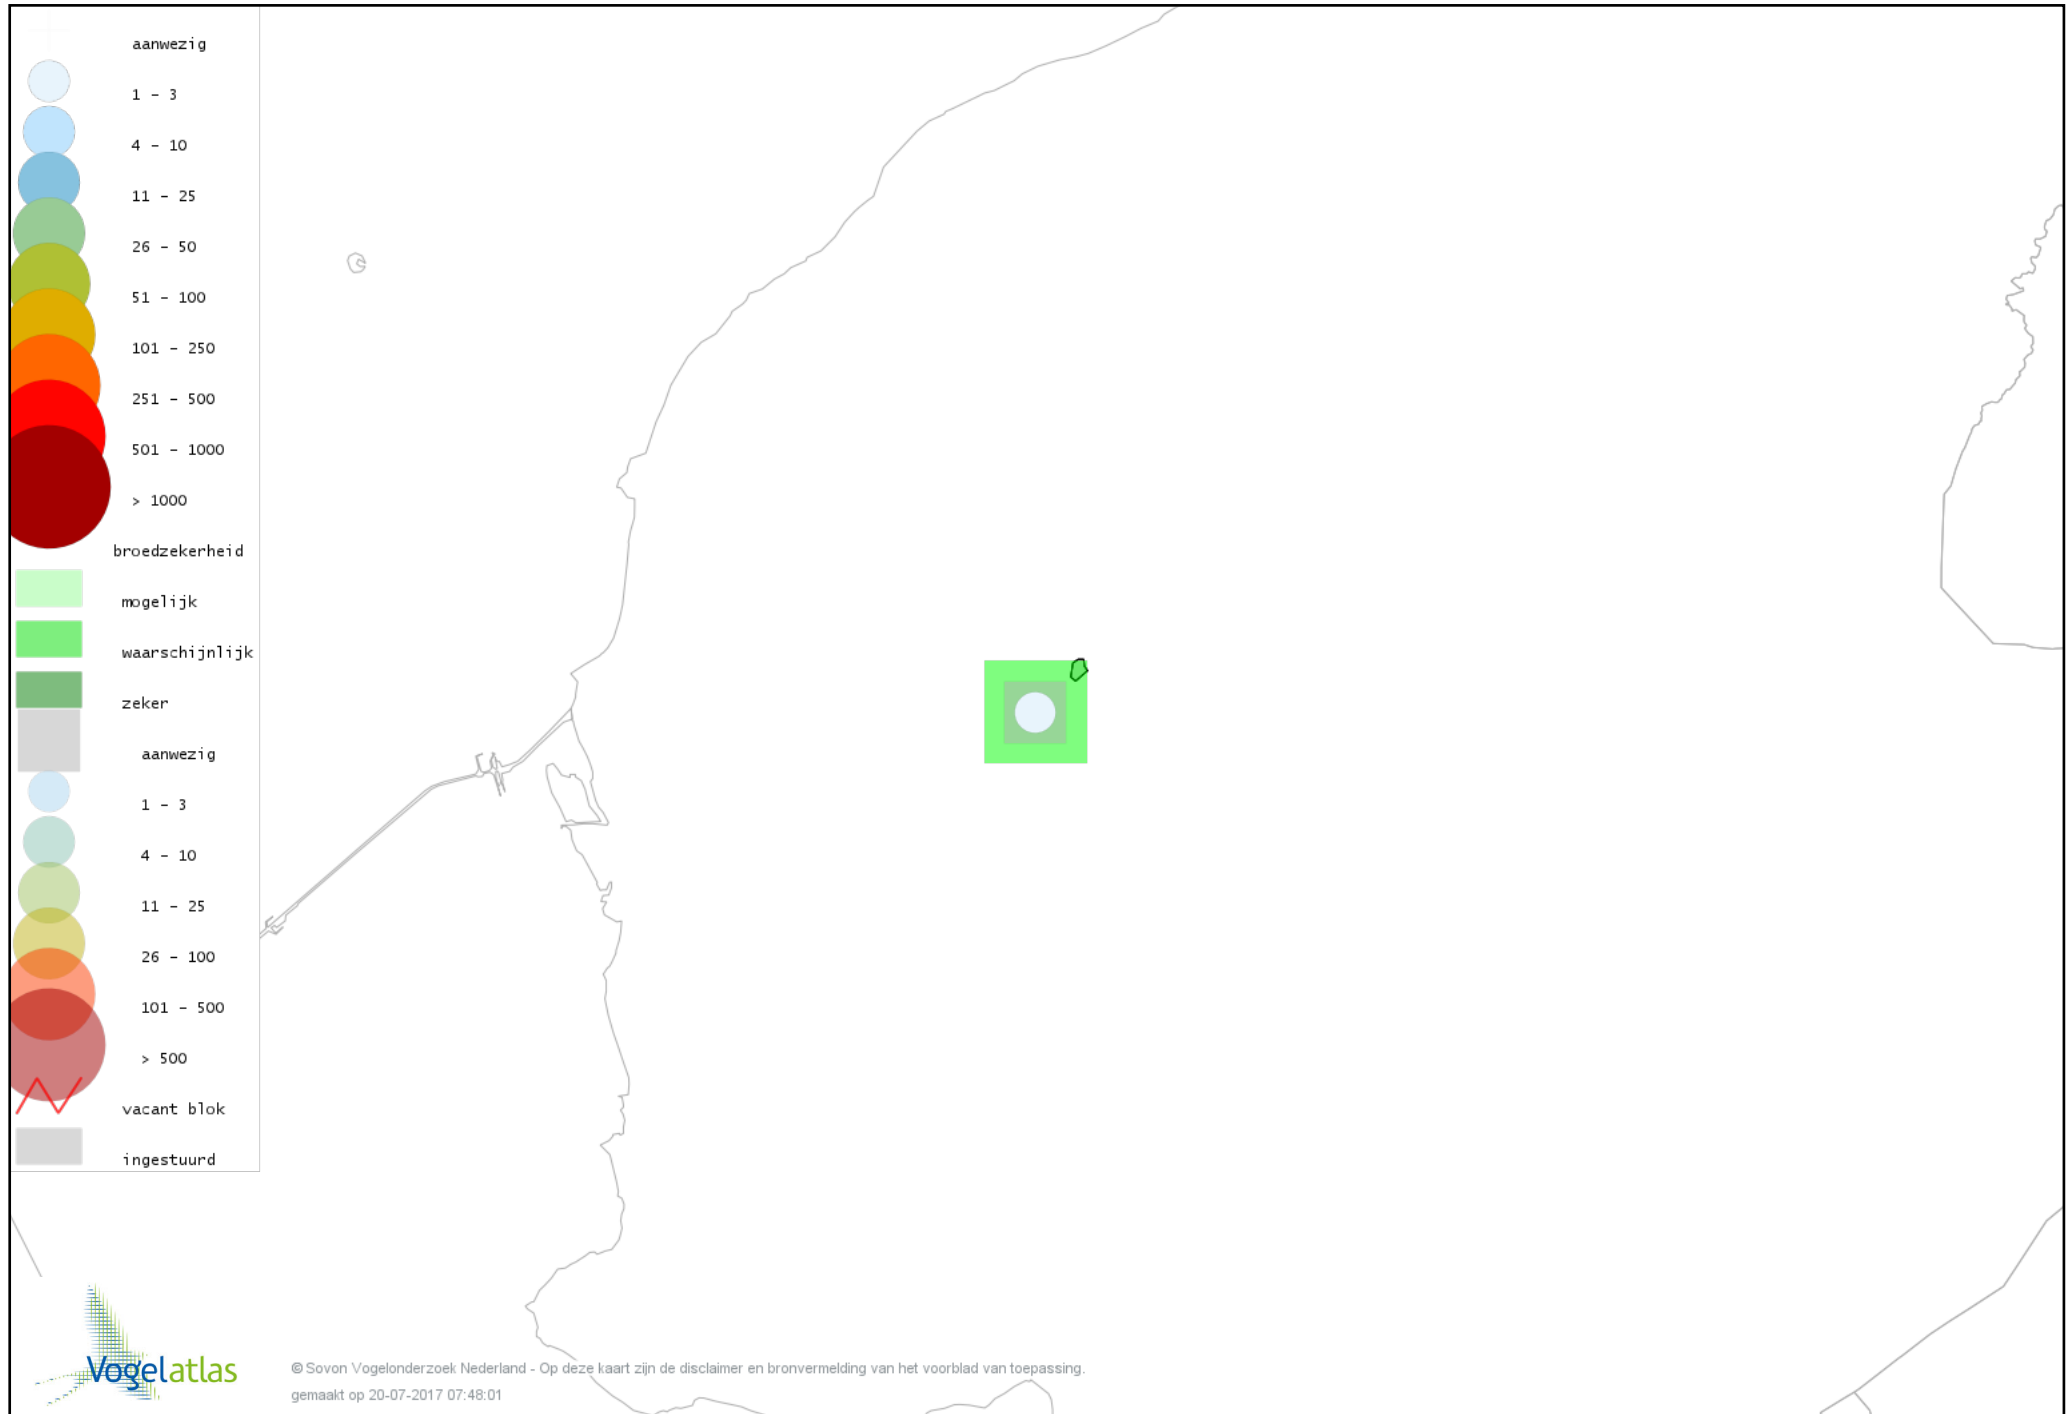 aanwezig
1 - 3
4 - 10
11 - 25
26 - 50
51 - 100
101 - 250
251 - 500
501 - 1000
> 1000
broedzekerheid
mogelijk
waarschijnlijk
zeker
aanwezig
1 - 3
4 - 10
11 - 25
26 - 100
101 - 500
> 500
vacant blok
ingestuurd
Vogelatlas
© Sovon Vogelonderzoek Nederland - Op deze kaart zijn de disclaimer en bronvermelding van het voorblad van toepassing.
gemaakt op 20-07-2017 07:48:01